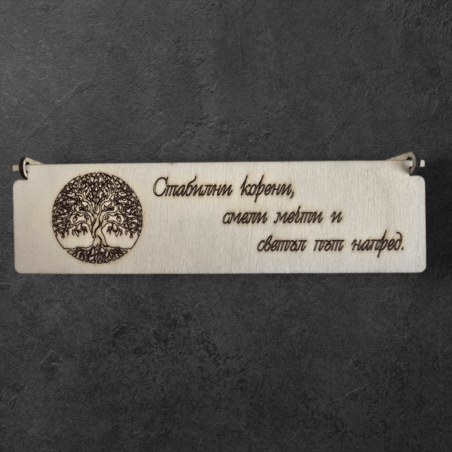 Стабилни корени,
смели мечти и
светъл път напред.